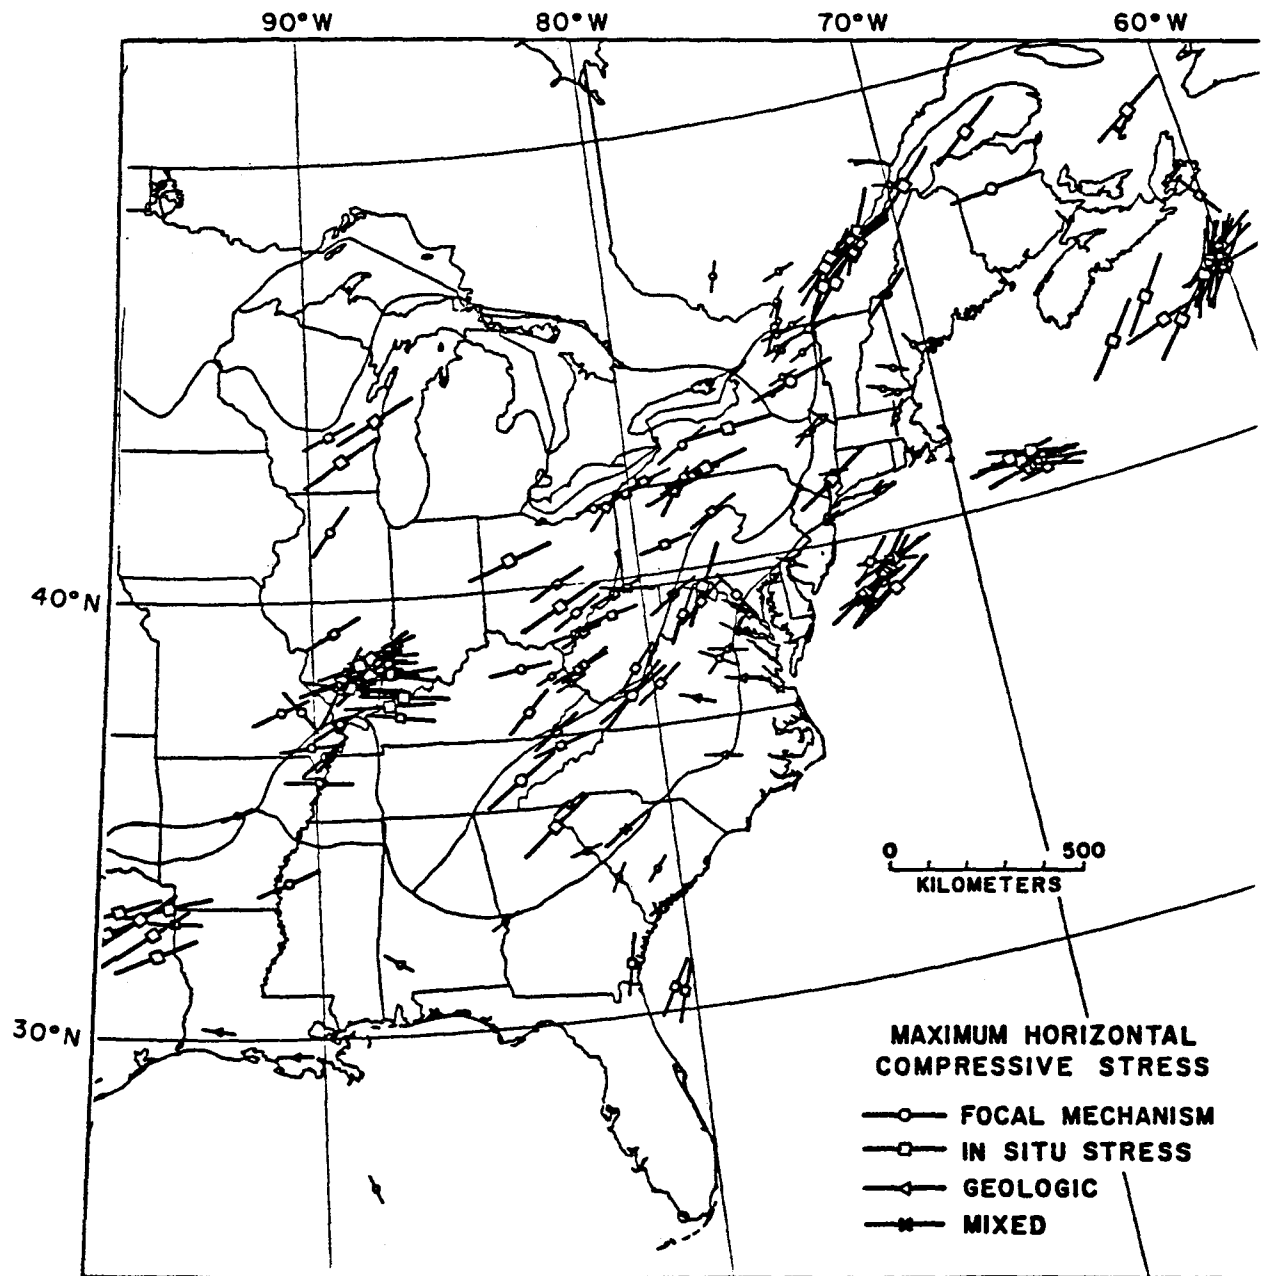 90°W 80°W 70°W 60°W
40°N
0 500
KILOMETERS
30°N
MAXIMUM HORIZONTAL
COMPRESSIVE STRESS
FOCAL MECHANISM
IN SITU STRESS
GEOLOGIC
MIXED